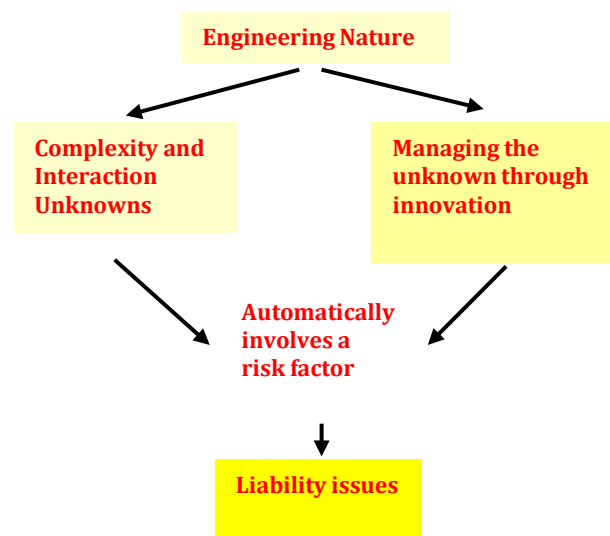 Engineering Nature
Complexity and
Interaction
Unknowns
Managing the
unknown through
innovation
Automatically
involves a
risk factor
Liability issues